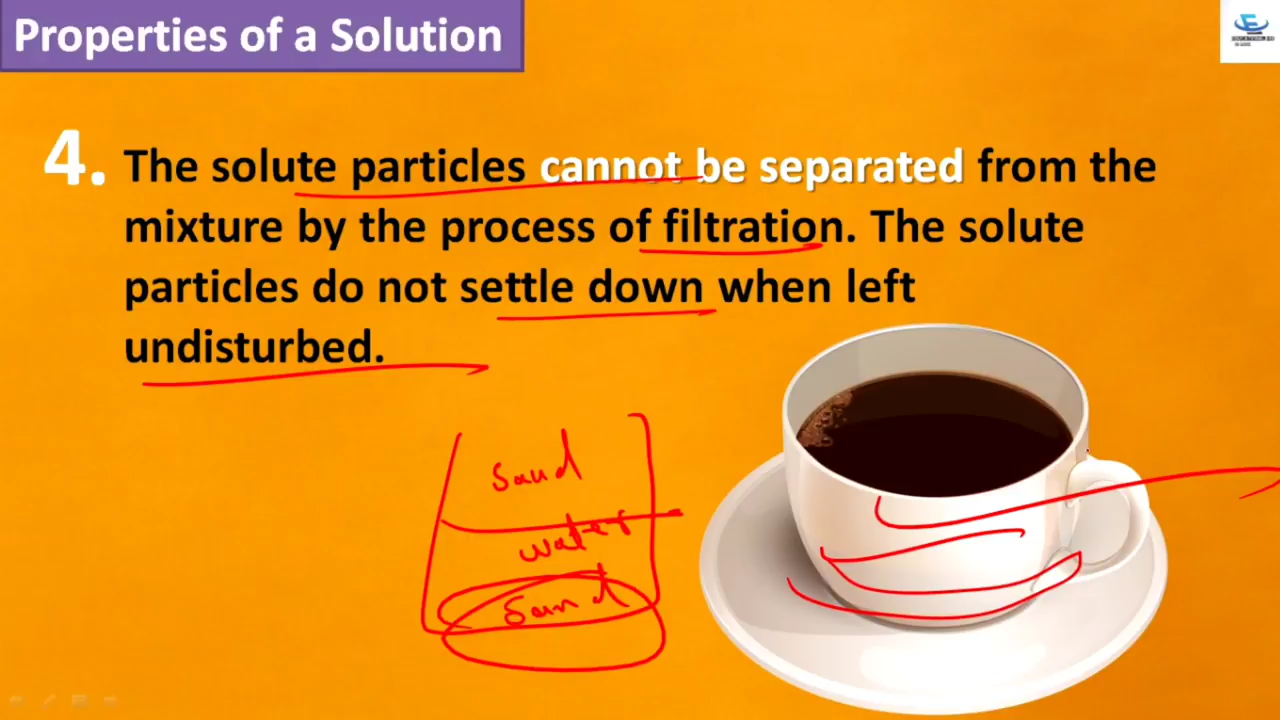 Properties of a Solution
4. The solute particles cannot be separated from the
mixture by the process of filtration. The solute
particles do not settle down when left
undisturbed.
Sand
water
Sand